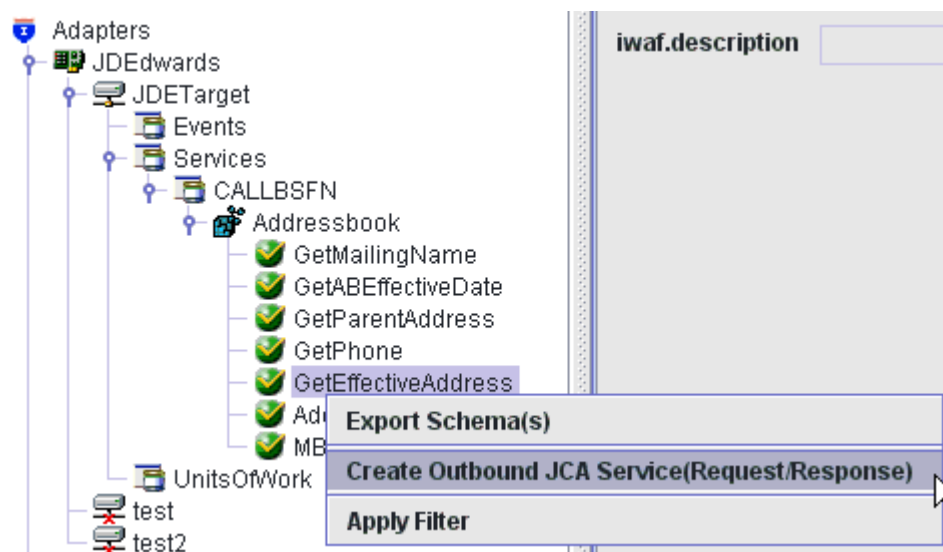 Adapters
JDEdwards
JDETarget
Events
Services
CALLBSFN
Addressbook
GetMailingName
GetABEffectiveDate
GetParentAddress
GetPhone
GetEffectiveAddress
MB
UnitsOfWork
test
test2
iwaf.description
Export Schema(s)
Create Outbound JCA Service(Request/Response)
Apply Filter